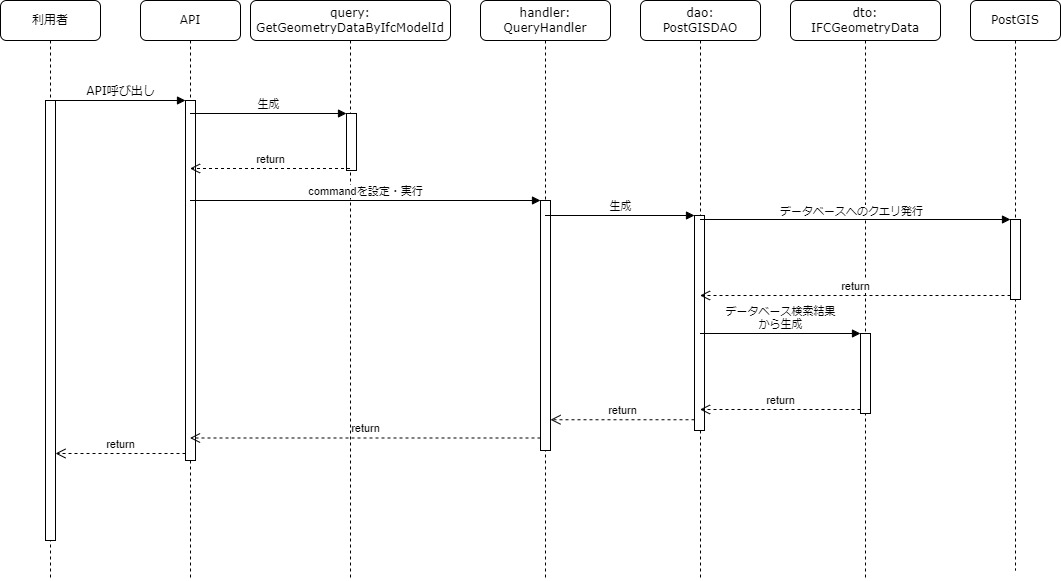 利用者
API
query:
GetGeometryDataByIfcModelId
handler:
QueryHandler
dao:
PostGISDAO
dto:
IFCGeometryData
PostGIS
API呼び出し
生成
return
commandを設定・実行
生成
データベースへのクエリ発行
return
データベース検索結果
から生成
return
return
return
return